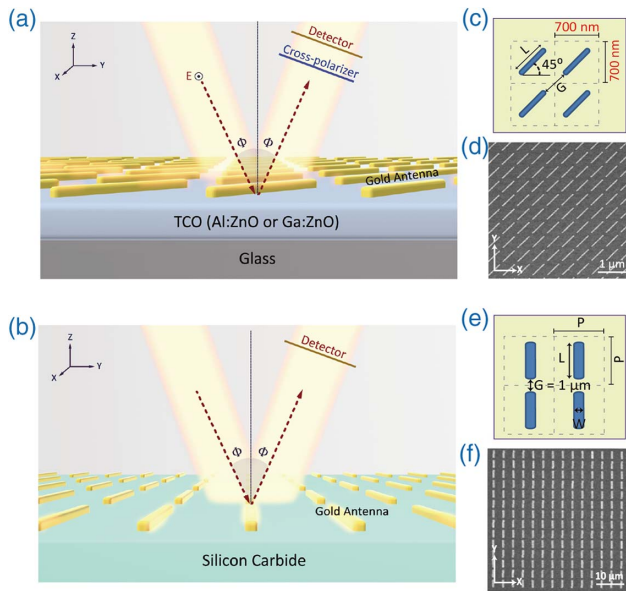 (a)
Z
X
Y
E
Detector
Cross-polarizer
Φ
Φ
Gold Antenna
TCO (Al:ZnO or Ga:ZnO)
Glass
(b)
Z
X
Y
Detector
Φ
Φ
Gold Antenna
Silicon Carbide
(c)
700 nm
L
45°
G
700 nm
(d)
Y
X
1 μm
(e)
P
L
P
G = 1 μm
W
(f)
Y
X
10 μm